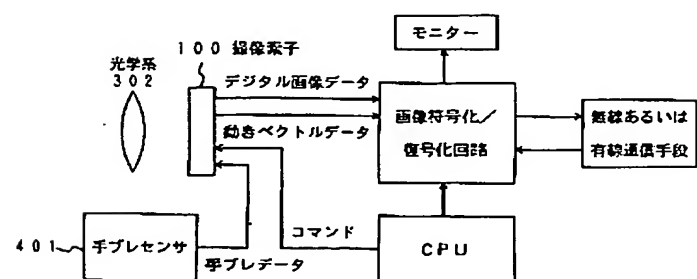 モニター
100 撮像素子
光学系
302
デジタル画像データ
動きベクトルデータ
画像符号化/
復号化回路
無線あるいは
有線通信手段
コマンド
401
手ブレセンサ
手ブレデータ
CPU